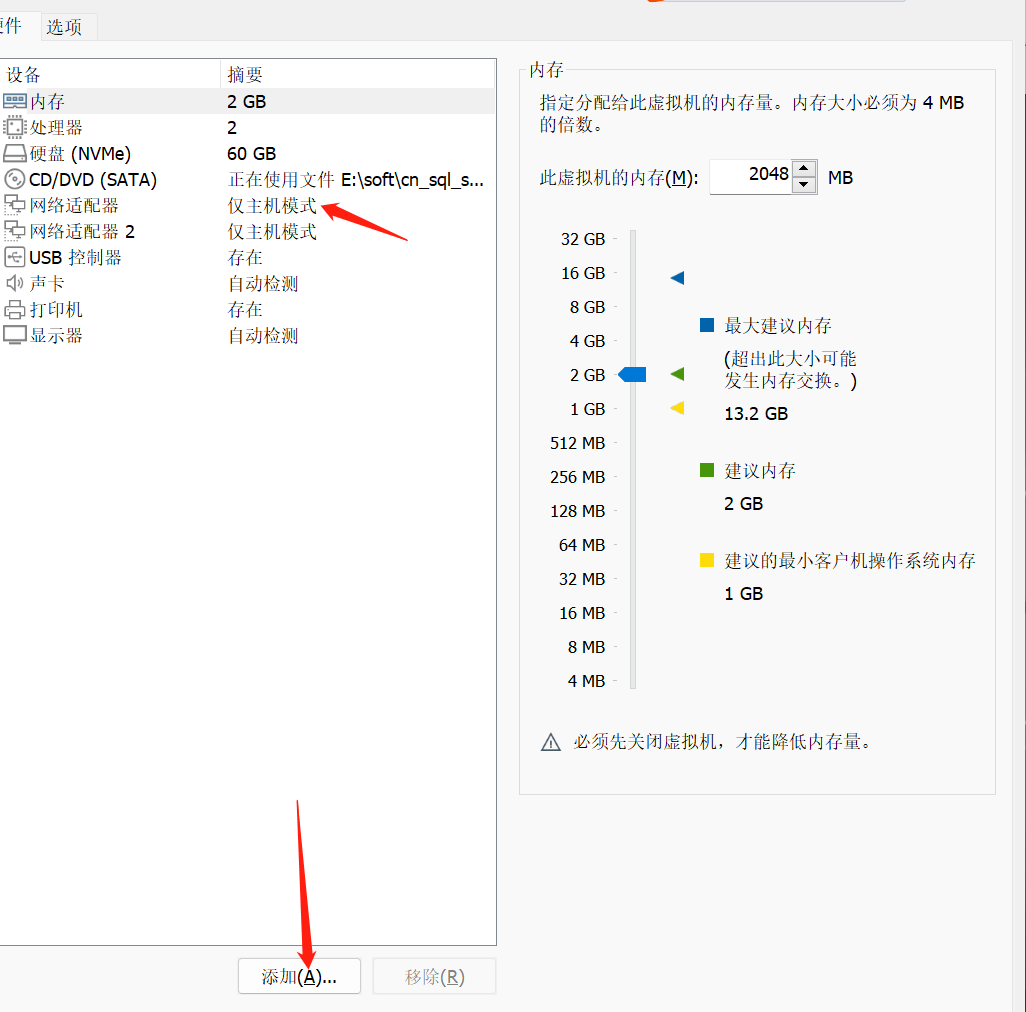 件 选项
设备 摘要
内存 2 GB
处理器 2
硬盘 (NVMe) 60 GB
CD/DVD (SATA) 正在使用文件 E:\soft\cn_sql_s...
网络适配器 仅主机模式
网络适配器 2 仅主机模式
USB 控制器 存在
声卡 自动检测
打印机 存在
显示器 自动检测
添加(A)... 移除(R)
内存
指定分配给此虚拟机的内存量。内存大小必须为 4 MB
的倍数。
此虚拟机的内存(M): 2048 MB
32 GB
16 GB
8 GB
4 GB
2 GB
1 GB
512 MB
256 MB
128 MB
64 MB
32 MB
16 MB
8 MB
4 MB
最大建议内存
(超出此大小可能
发生内存交换。)
13.2 GB
建议内存
2 GB
建议的最小客户机操作系统内存
1 GB
必须先关闭虚拟机，才能降低内存量。